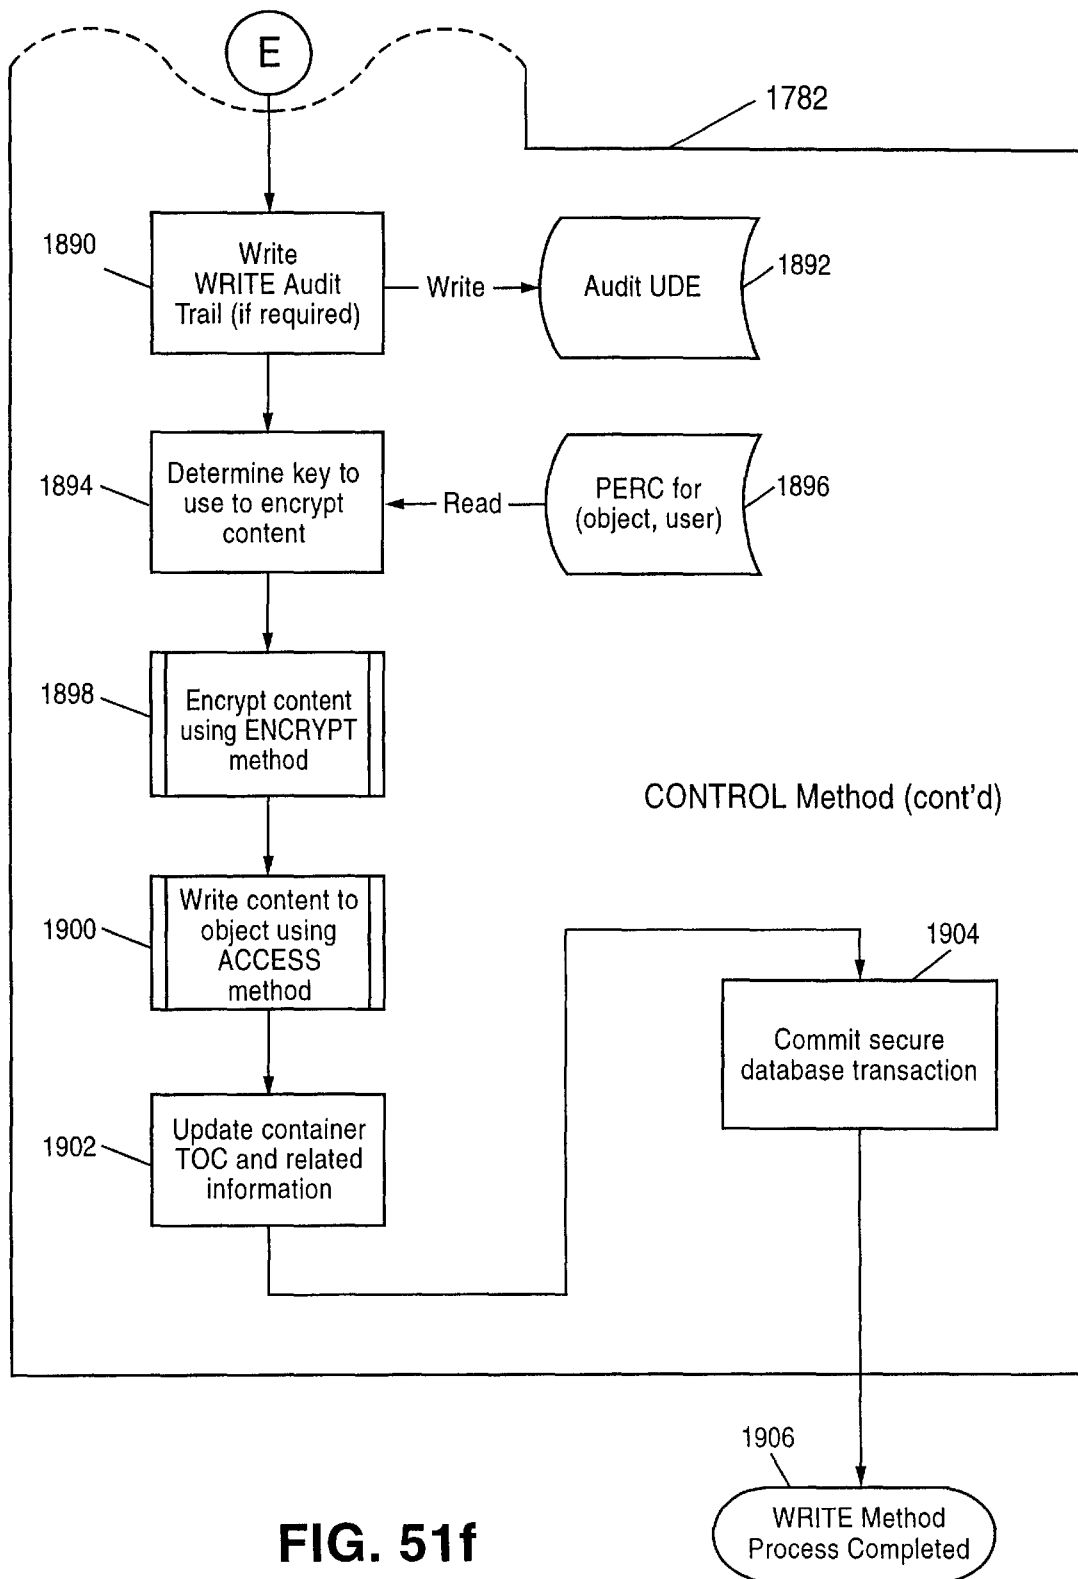 E
1782
1890
Write
WRITE Audit
Trail (if required)
Write
Audit UDE
1892
1894
Determine key to
use to encrypt
content
Read
PERC for
(object, user)
1896
1898
Encrypt content
using ENCRYPT
method
CONTROL Method (cont'd)
1900
Write content to
object using
ACCESS
method
1904
Commit secure
database transaction
1902
Update container
TOC and related
information
1906
WRITE Method
Process Completed
FIG. 51f